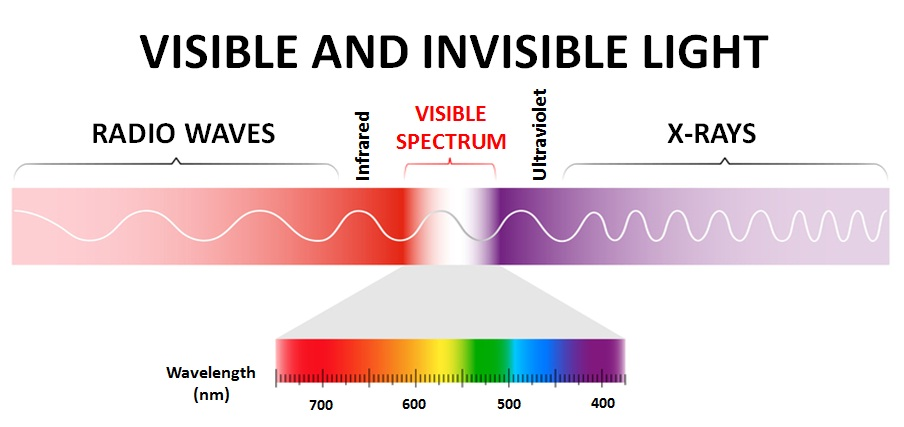 VISIBLE AND INVISIBLE LIGHT
RADIO WAVES
Infrared
VISIBLE
SPECTRUM
Ultraviolet
X-RAYS
Wavelength
(nm)
700
600
500
400